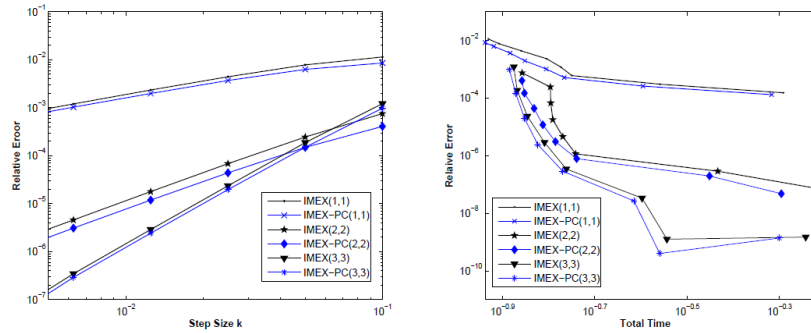 10^-1
10^-2
10^-3
10^-4
10^-5
10^-6
10^-7
Relative Eroor
10^-2
10^-1
Step Size k
IMEX(1,1)
IMEX-PC(1,1)
IMEX(2,2)
IMEX-PC(2,2)
IMEX(3,3)
IMEX-PC(3,3)
10^-2
10^-4
10^-6
10^-8
10^-10
Relative Error
10^-0.9
10^-0.7
10^-0.5
10^-0.3
Total Time
IMEX(1,1)
IMEX-PC(1,1)
IMEX(2,2)
IMEX-PC(2,2)
IMEX(3,3)
IMEX-PC(3,3)